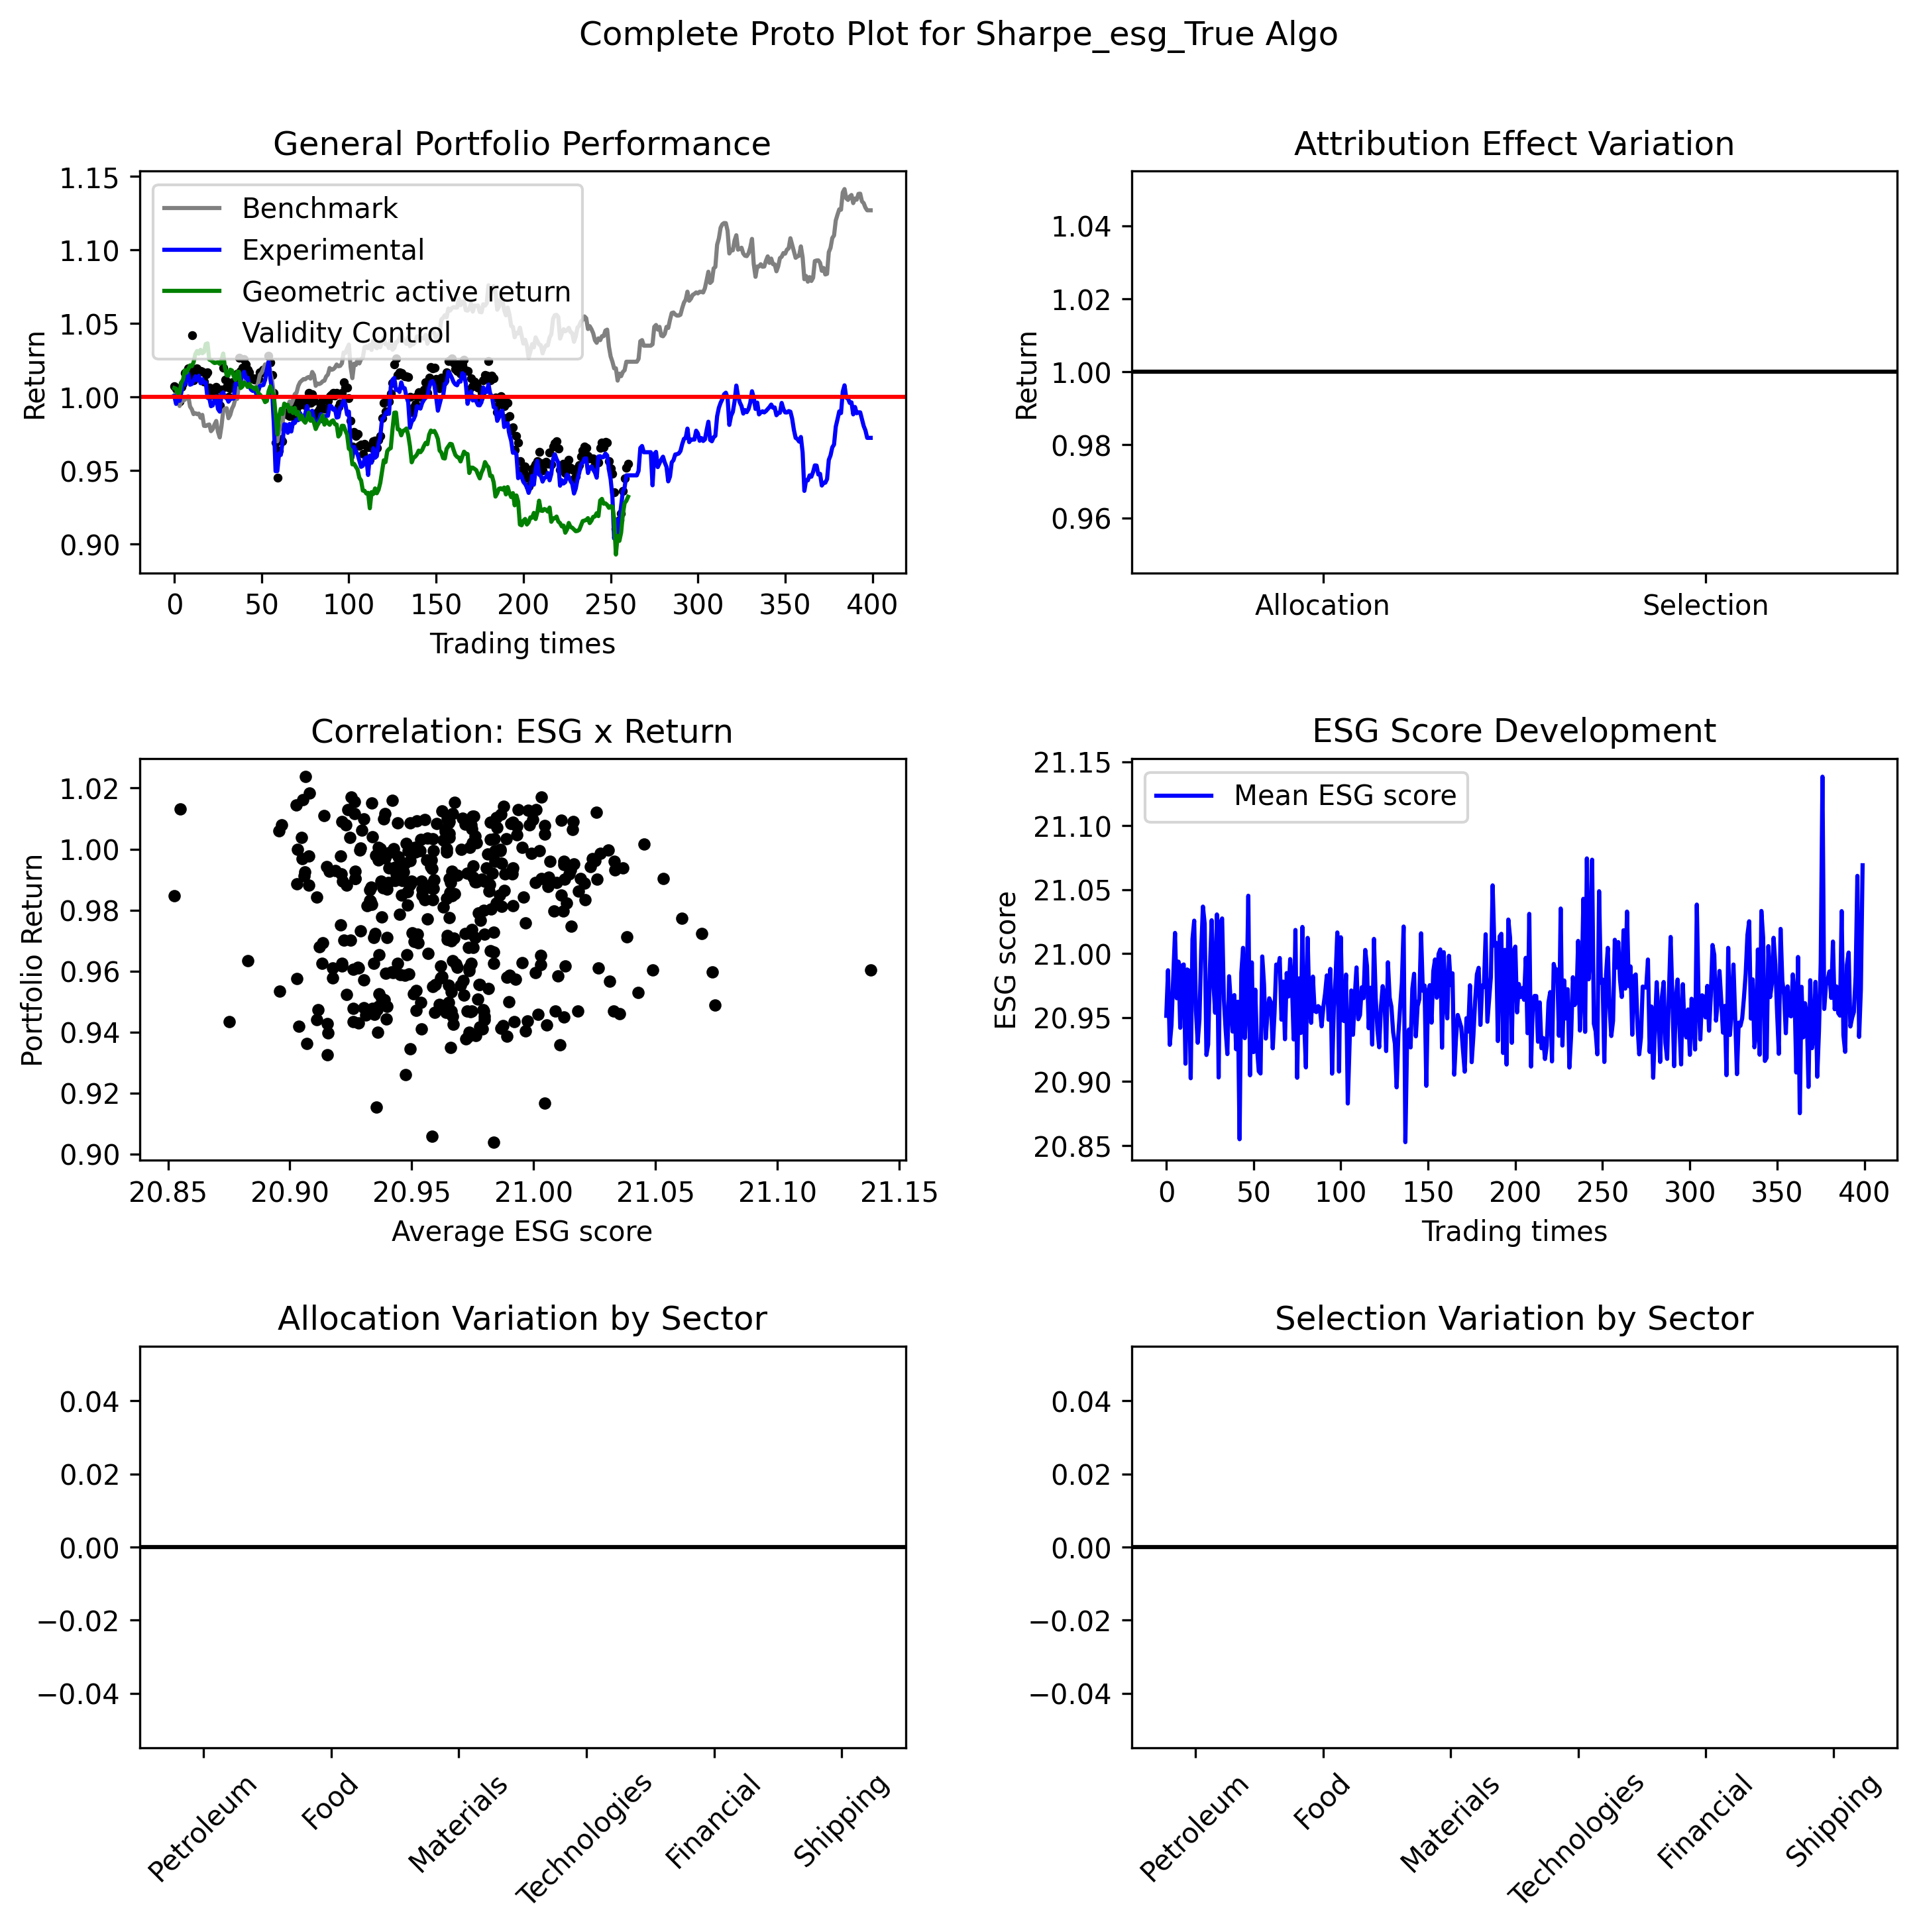 Complete Proto Plot for Sharpe_esg_True Algo
General Portfolio Performance
1.15
1.10
1.05
1.00
0.95
0.90
Return
Benchmark
Experimental
Geometric active return
Validity Control
0 50 100 150 200 250 300 350 400
Trading times
Attribution Effect Variation
1.04
1.02
1.00
0.98
0.96
Return
Allocation Selection
Correlation: ESG x Return
1.02
1.00
0.98
0.96
0.94
0.92
0.90
Portfolio Return
20.85 20.90 20.95 21.00 21.05 21.10 21.15
Average ESG score
ESG Score Development
21.15
21.10
21.05
21.00
20.95
20.90
20.85
ESG score
Mean ESG score
0 50 100 150 200 250 300 350 400
Trading times
Allocation Variation by Sector
0.04
0.02
0.00
−0.02
−0.04
Petroleum Food Materials Technologies Financial Shipping
Selection Variation by Sector
0.04
0.02
0.00
−0.02
−0.04
Petroleum Food Materials Technologies Financial Shipping